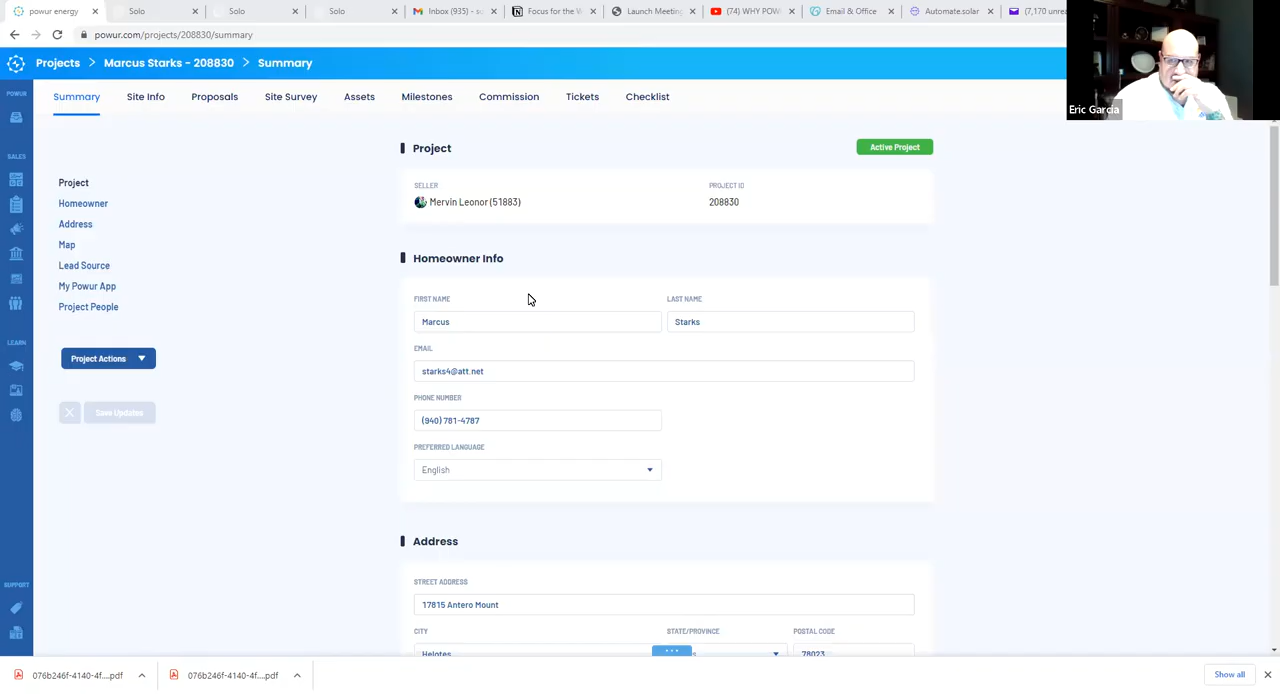 powur energy
Solo
Solo
Solo
Inbox (935) - s
Focus for the W
Launch Meeting
(74) WHY POW
Email & Office
Automate.solar
(7,170 unre
powur.com/projects/208830/summary
Projects > Marcus Starks - 208830 > Summary
Eric Garcia
POWUR
Summary
Site Info
Proposals
Site Survey
Assets
Milestones
Commission
Tickets
Checklist
SALES
LEARN
SUPPORT
Project
Homeowner
Address
Map
Lead Source
My Powur App
Project People
Project Actions
Save Updates
Project
Active Project
SELLER
PROJECT ID
Mervin Leonor (51883)
208830
Homeowner Info
FIRST NAME
LAST NAME
Marcus
Starks
EMAIL
starks4@att.net
PHONE NUMBER
(940) 781-4787
PREFERRED LANGUAGE
English
Address
STREET ADDRESS
17815 Antero Mount
CITY
STATE/PROVINCE
POSTAL CODE
Helotes
78023
076b246f-4140-4f....pdf
076b246f-4140-4f....pdf
Show all